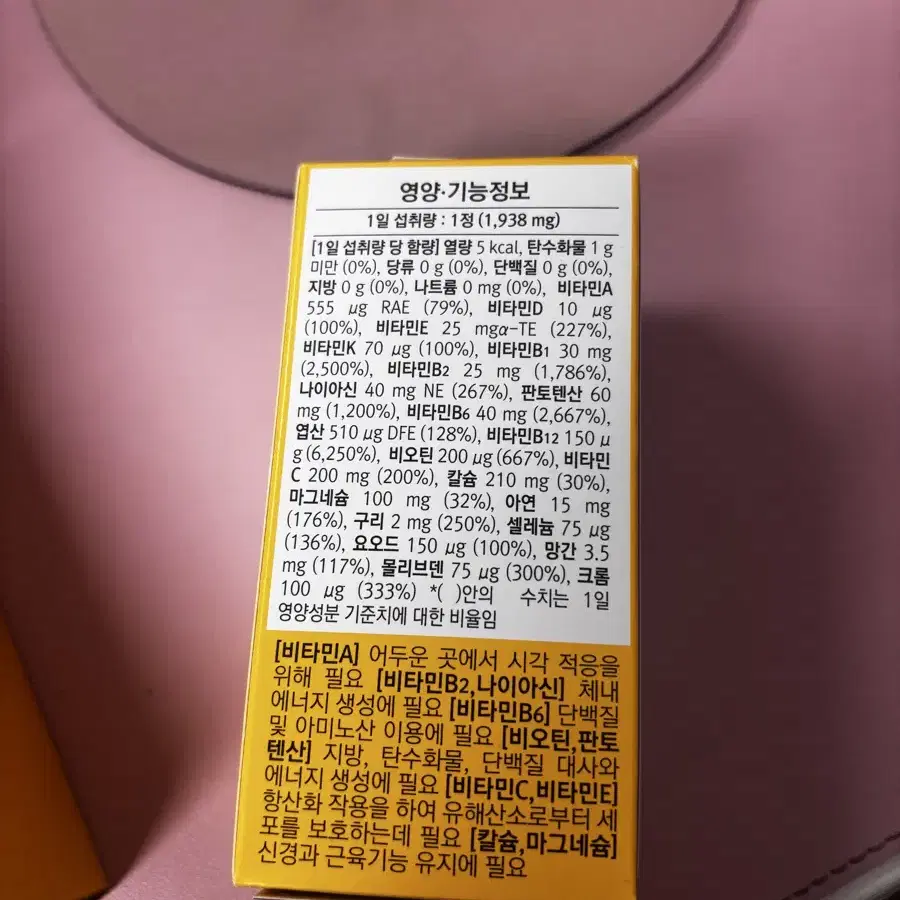 영양·기능정보
1일 섭취량 : 1정 (1,938 mg)
[1일 섭취량 당 함량] 열량 5 kcal, 탄수화물 1 g
미만 (0%), 당류 0 g (0%), 단백질 0 g (0%),
지방 0 g (0%), 나트륨 0 mg (0%), 비타민A
555 μg RAE (79%), 비타민D 10 μg
(100%), 비타민E 25 mgα-TE (227%),
비타민K 70 μg (100%), 비타민B1 30 mg
(2,500%), 비타민B2 25 mg (1,786%),
나이아신 40 mg NE (267%), 판토텐산 60
mg (1,200%), 비타민B6 40 mg (2,667%),
엽산 510 μg DFE (128%), 비타민B12 150 μ
g (6,250%), 비오틴 200 μg (667%), 비타민
C 200 mg (200%), 칼슘 210 mg (30%),
마그네슘 100 mg (32%), 아연 15 mg
(176%), 구리 2 mg (250%), 셀레늄 75 μg
(136%), 요오드 150 μg (100%), 망간 3.5
mg (117%), 몰리브덴 75 μg (300%), 크롬
100 μg (333%) *( )안의 수치는 1일
영양성분 기준치에 대한 비율임
[비타민A] 어두운 곳에서 시각 적응을
위해 필요 [비타민B2,나이아신] 체내
에너지 생성에 필요 [비타민B6] 단백질
및 아미노산 이용에 필요 [비오틴,판토
텐산] 지방, 탄수화물, 단백질 대사와
에너지 생성에 필요 [비타민C,비타민E]
항산화 작용을 하여 유해산소로부터 세
포를 보호하는데 필요 [칼슘,마그네슘]
신경과 근육기능 유지에 필요